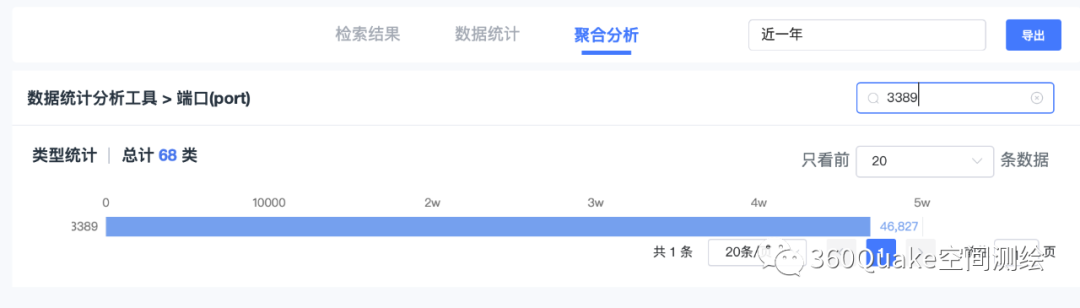 检索结果 数据统计 聚合分析 近一年 导出
数据统计分析工具 > 端口(port) 3389
类型统计 | 总计 68 类 只看前 20 条数据
0 10000 2w 3w 4w 5w
3389 46,827
共 1 条 20条/ 1 页
360Quake空间测绘